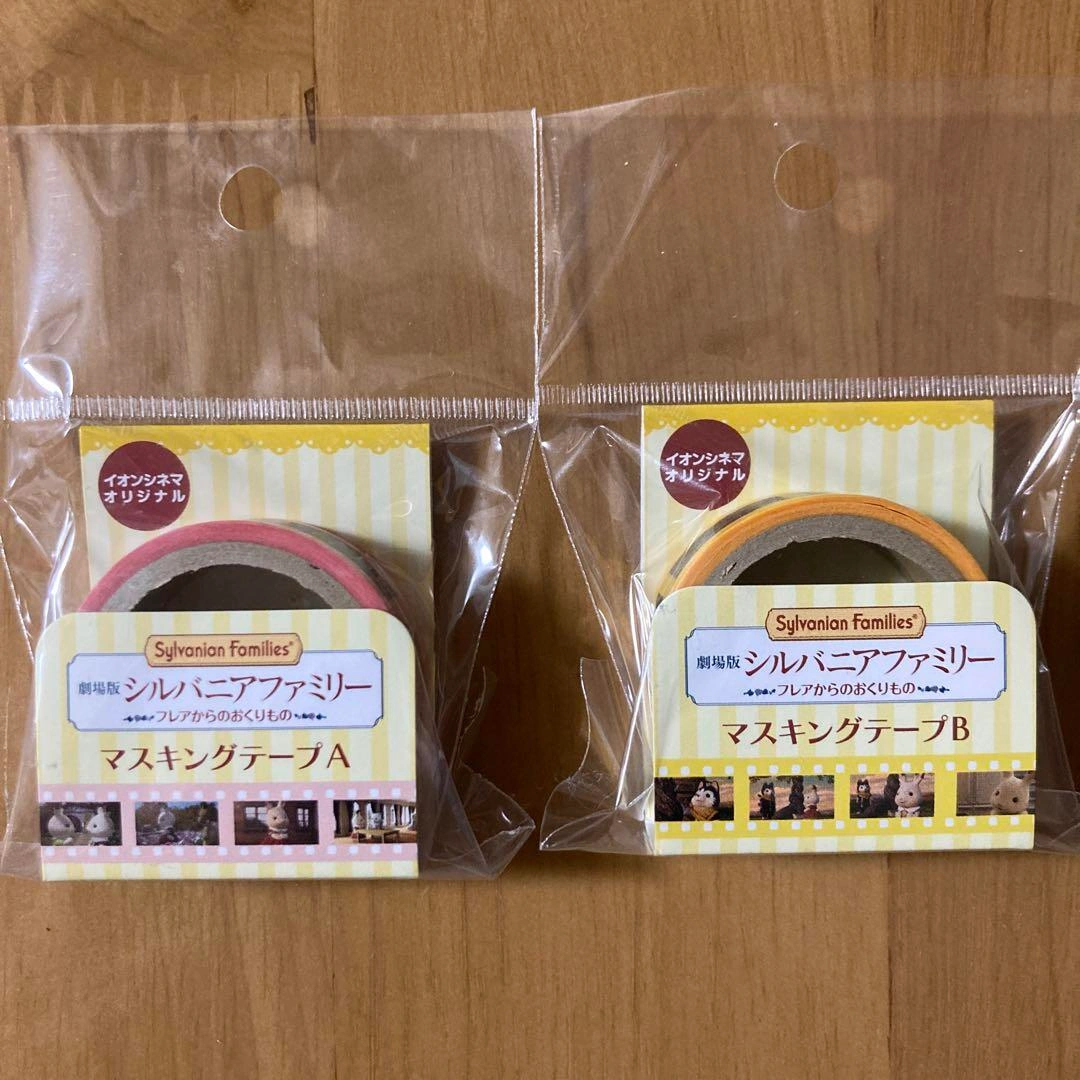 イオンシネマ
オリジナル
Sylvanian Families®
劇場版 シルバニアファミリー
フレアからのおくりもの
マスキングテープA
イオンシネマ
オリジナル
Sylvanian Families®
劇場版 シルバニアファミリー
フレアからのおくりもの
マスキングテープB